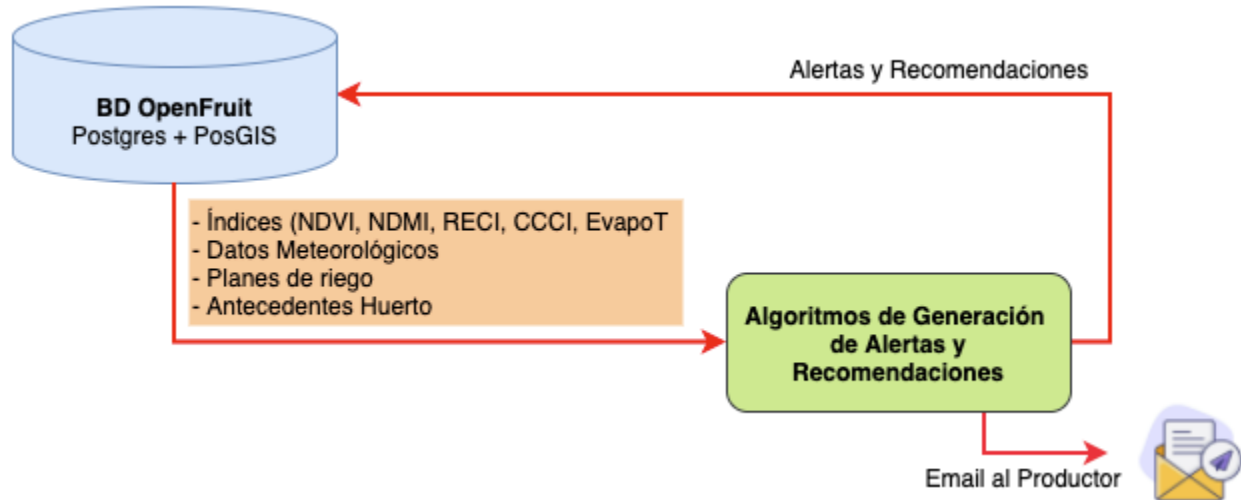 Alertas y Recomendaciones
BD OpenFruit
Postgres + PosGIS
- Índices (NDVI, NDMI, RECI, CCCI, EvapoT
- Datos Meteorológicos
- Planes de riego
- Antecedentes Huerto
Algoritmos de Generación
de Alertas y
Recomendaciones
Email al Productor